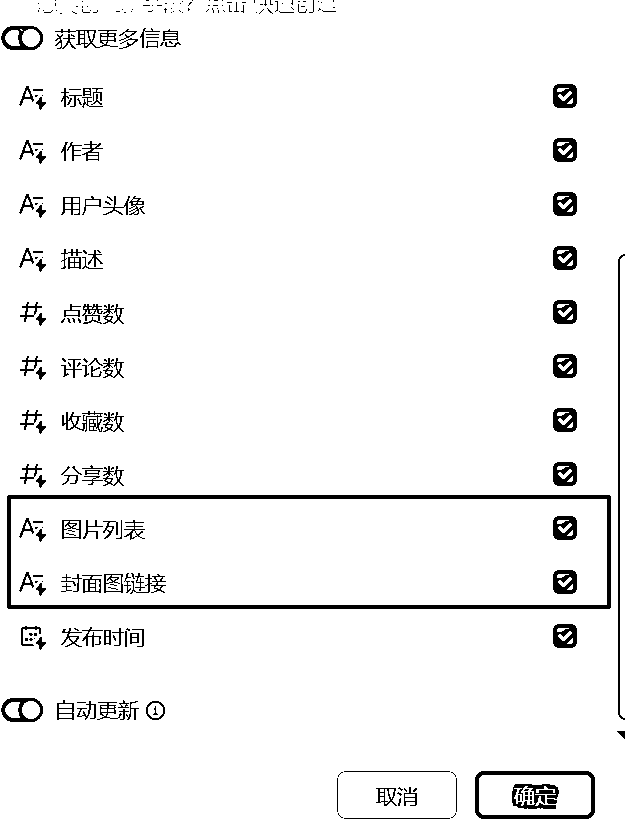 获取更多信息
标题
作者
用户头像
描述
点赞数
评论数
收藏数
分享数
图片列表
封面图链接
发布时间
自动更新
取消 确定